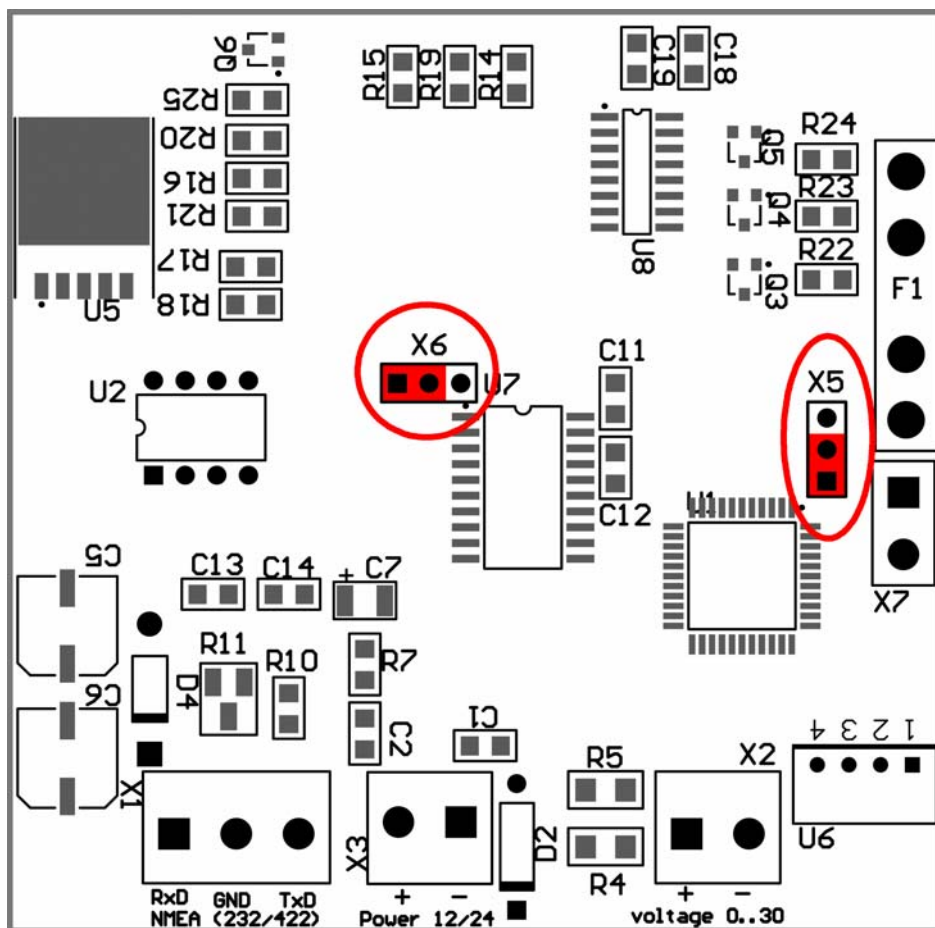 Q6
R25
R20
R16
R21
R17
R18
U5
R15
R19
R14
C19
C18
U8
Q5
Q4
Q3
R24
R23
R22
F1
X6
U7
C11
C12
X5
U1
X7
U2
C5
C6
C13
C14
+ C7
R11
R10
R7
D4
C2
C1
X1
X3
D2
R5
R4
X2
4 3 2 1
U6
RxD GND TxD
NMEA (232/422)
+ -
Power 12/24
+ -
voltage 0..30